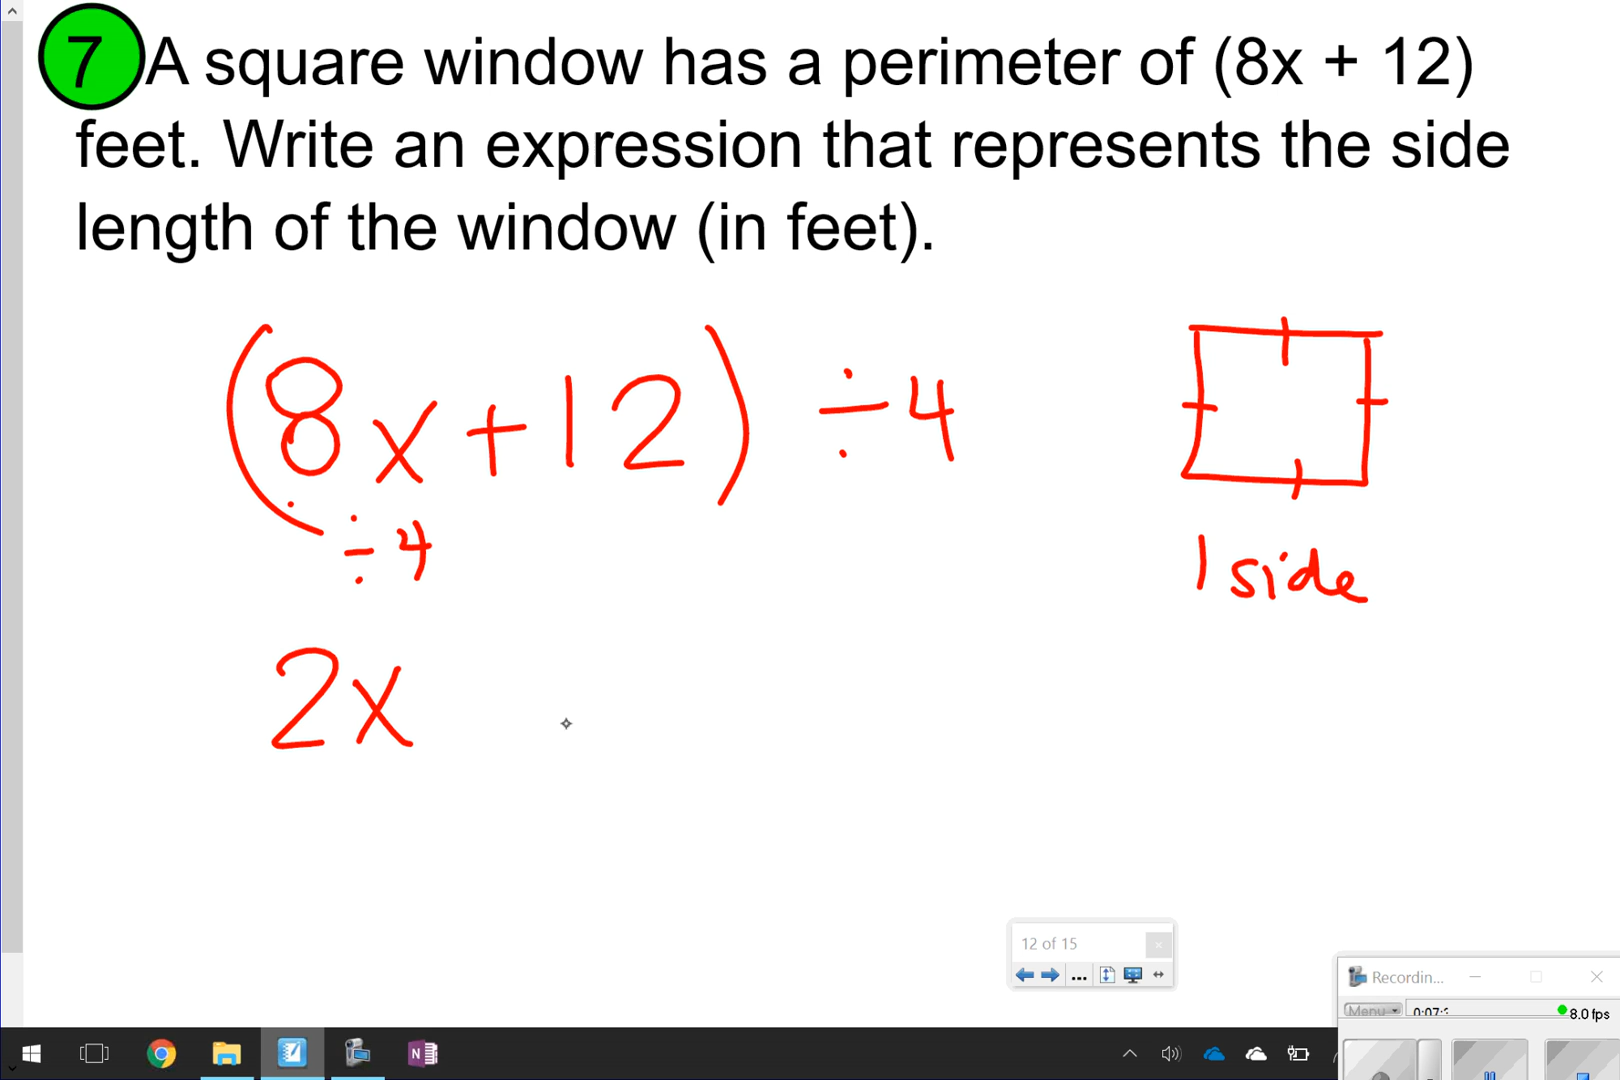 7 A square window has a perimeter of (8x + 12)
feet. Write an expression that represents the side
length of the window (in feet).
(8x+12) ÷4
÷4
1 side
2x
12 of 15
Recordin...
Menu
8.0 fps
N